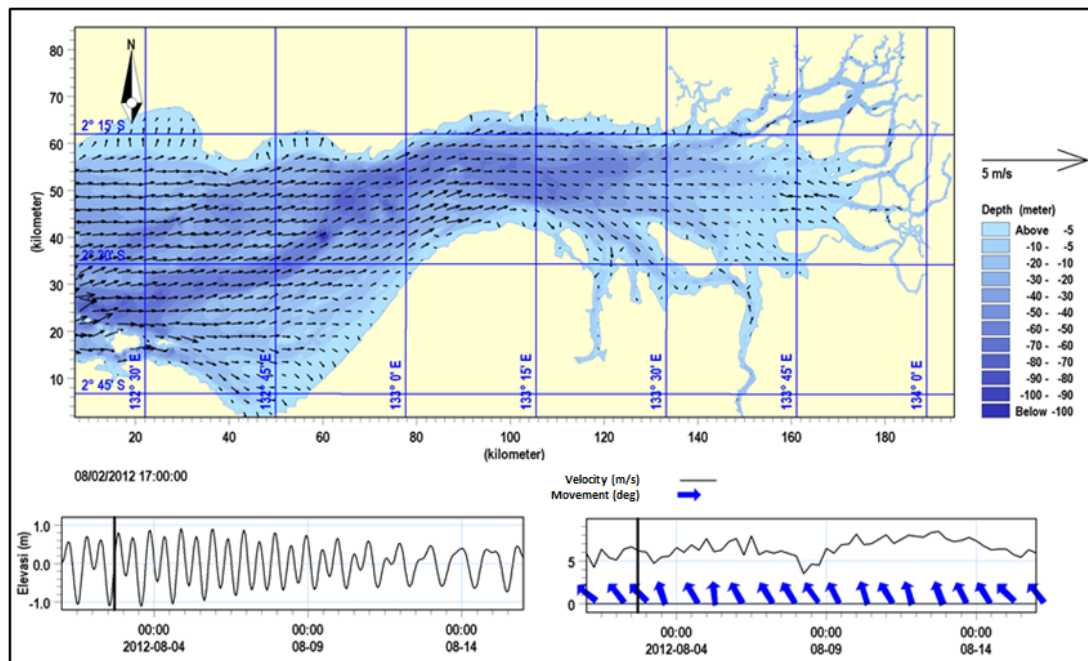 80
70
60
50
40
30
20
10
(kilometer)
N
2° 15' S
2° 30' S
2° 45' S
132° 30' E
132° 45' E
133° 0' E
133° 15' E
133° 30' E
133° 45' E
134° 0' E
20 40 60 80 100 120 140 160 180
(kilometer)
5 m/s
Depth (meter)
Above -5
-10 - -5
-20 - -10
-30 - -20
-40 - -30
-50 - -40
-60 - -50
-70 - -60
-80 - -70
-90 - -80
-100 - -90
Below -100
08/02/2012 17:00:00
Velocity (m/s)
Movement (deg)
Elevasi (m)
1.0
0.0
-1.0
00:00 00:00 00:00
2012-08-04 08-09 08-14
5
0
00:00 00:00 00:00
2012-08-04 08-09 08-14